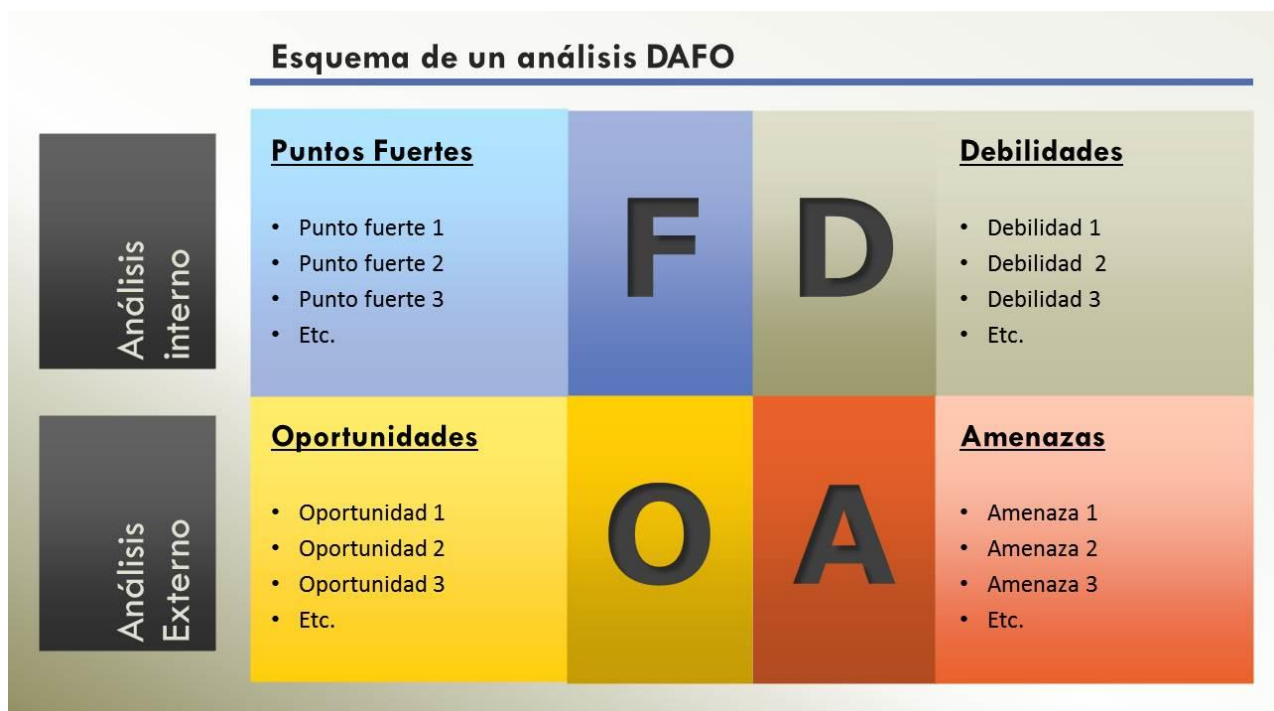 Esquema de un análisis DAFO
Análisis
interno
Puntos Fuertes
• Punto fuerte 1
• Punto fuerte 2
• Punto fuerte 3
• Etc.
F
D
Debilidades
• Debilidad 1
• Debilidad 2
• Debilidad 3
• Etc.
Análisis
Externo
Oportunidades
• Oportunidad 1
• Oportunidad 2
• Oportunidad 3
• Etc.
O
A
Amenazas
• Amenaza 1
• Amenaza 2
• Amenaza 3
• Etc.